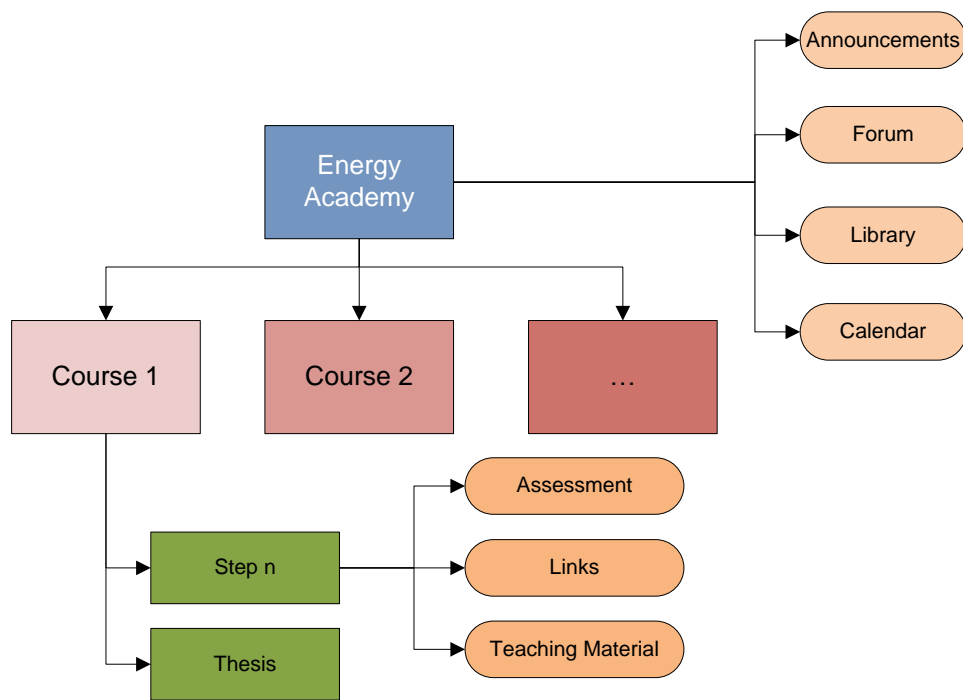 Announcements
Energy
Academy
Forum
Library
Calendar
Course 1
Course 2
...
Assessment
Step n
Links
Teaching Material
Thesis